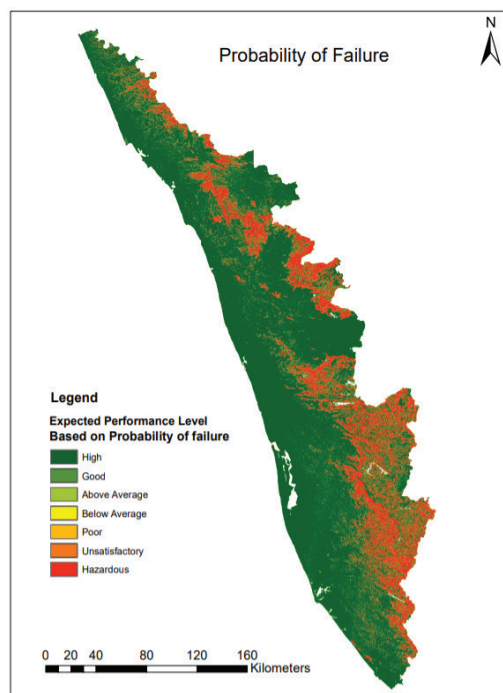 N
Probability of Failure
Legend
Expected Performance Level
Based on Probability of failure
High
Good
Above Average
Below Average
Poor
Unsatisfactory
Hazardous
0 20 40 80 120 160
Kilometers